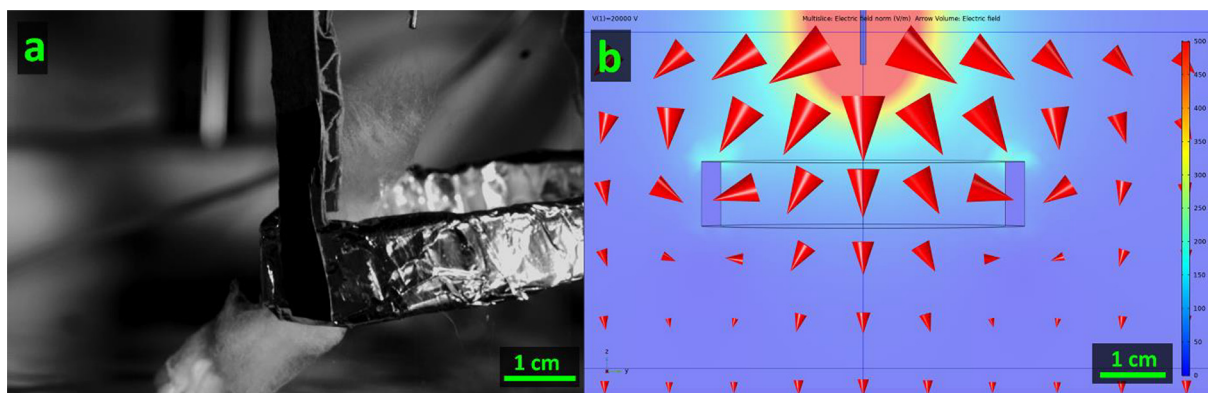 a
1 cm
b
V(1)=20000 V
Multislice: Electric field norm (V/m) Arrow Volume: Electric field
500
450
400
350
300
250
200
150
100
50
0
z
x
y
1 cm